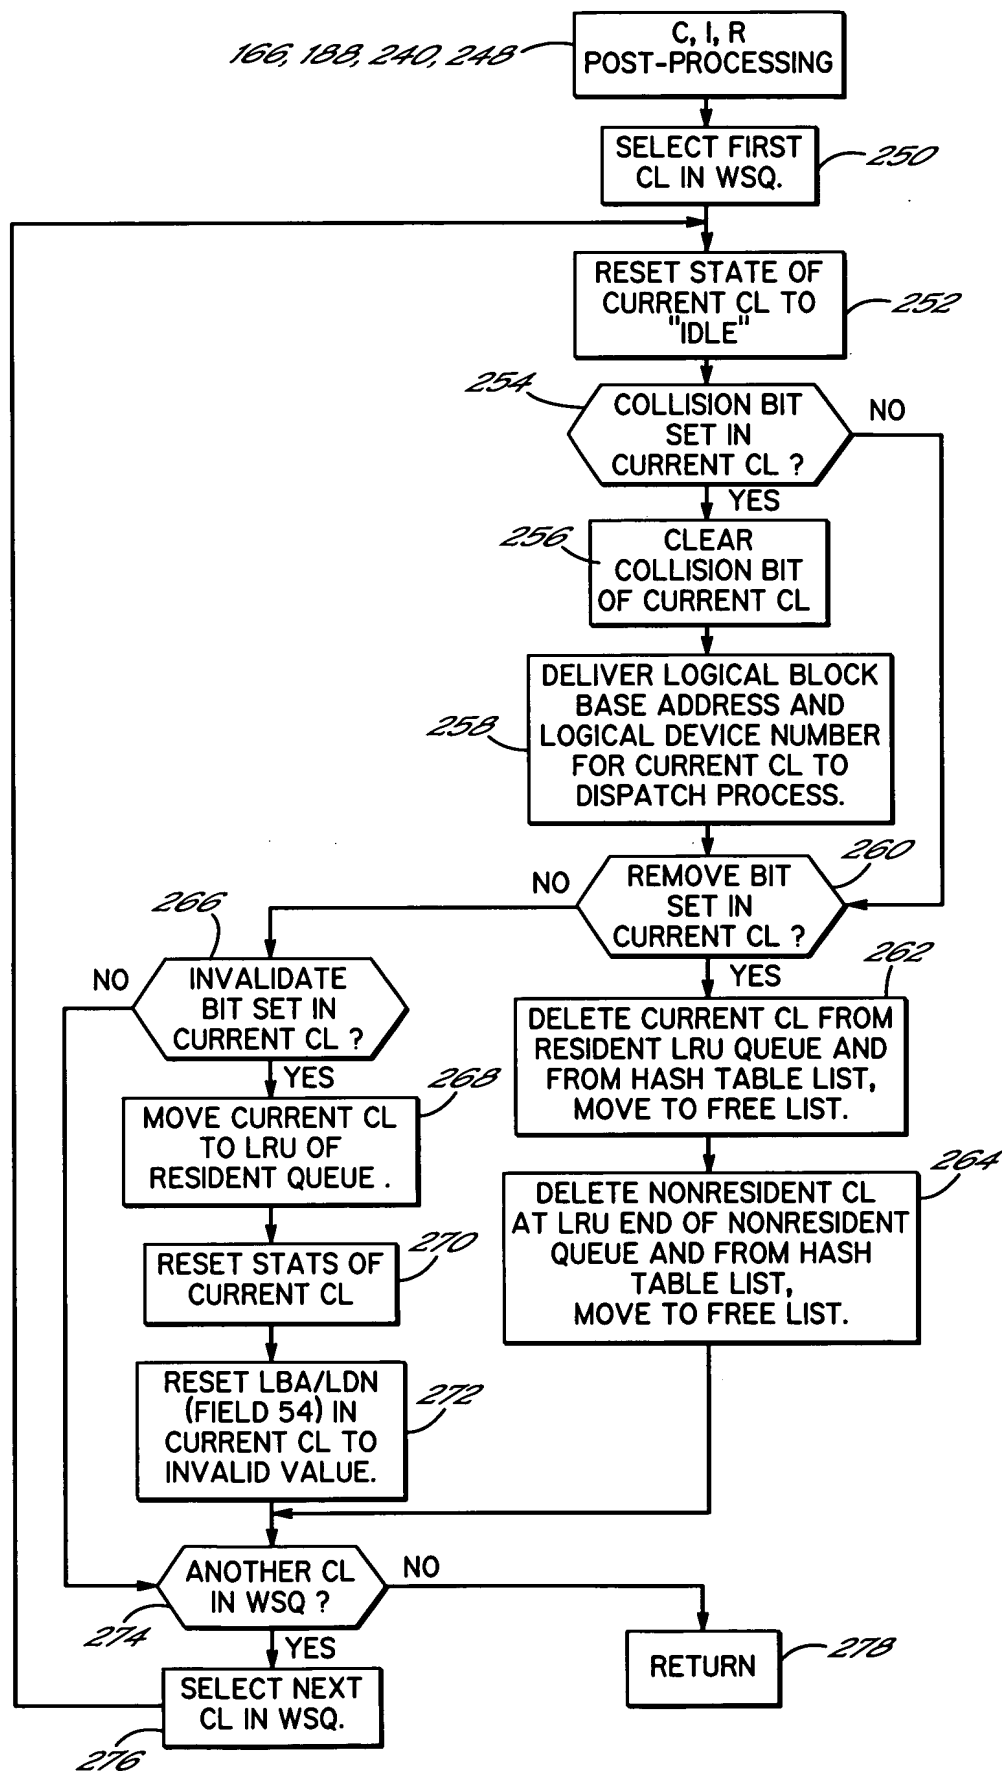 C, I, R
POST-PROCESSING
166, 188, 240, 248
SELECT FIRST
CL IN WSQ.
250
RESET STATE OF
CURRENT CL TO
"IDLE"
252
254
COLLISION BIT
SET IN
CURRENT CL ?
NO
YES
256
CLEAR
COLLISION BIT
OF CURRENT CL
258
DELIVER LOGICAL BLOCK
BASE ADDRESS AND
LOGICAL DEVICE NUMBER
FOR CURRENT CL TO
DISPATCH PROCESS.
260
REMOVE BIT
SET IN
CURRENT CL ?
NO
YES
266
INVALIDATE
BIT SET IN
CURRENT CL ?
NO
YES
262
DELETE CURRENT CL FROM
RESIDENT LRU QUEUE AND
FROM HASH TABLE LIST,
MOVE TO FREE LIST.
268
MOVE CURRENT CL
TO LRU OF
RESIDENT QUEUE .
264
DELETE NONRESIDENT CL
AT LRU END OF NONRESIDENT
QUEUE AND FROM HASH
TABLE LIST,
MOVE TO FREE LIST.
270
RESET STATS OF
CURRENT CL
272
RESET LBA/LDN
(FIELD 54) IN
CURRENT CL TO
INVALID VALUE.
ANOTHER CL
IN WSQ ?
NO
274
YES
RETURN
278
SELECT NEXT
CL IN WSQ.
276